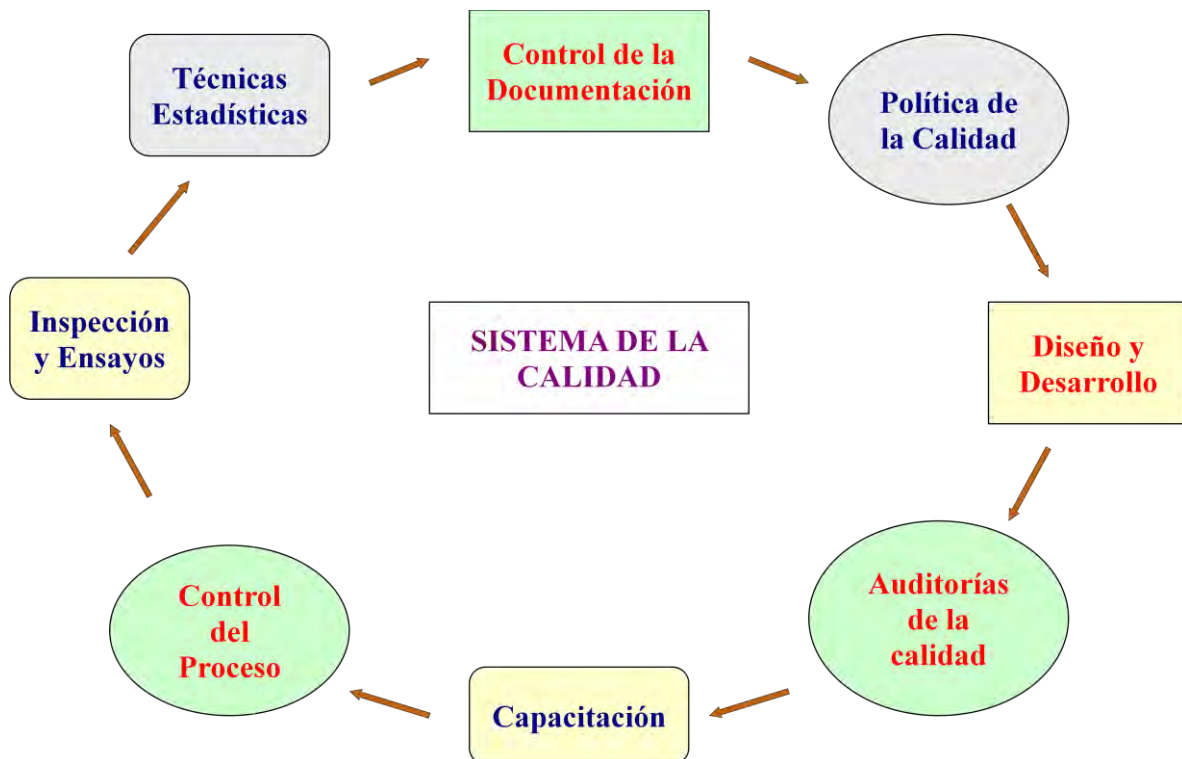 Técnicas
Estadísticas
Control de la
Documentación
Política de
la Calidad
Inspección
y Ensayos
SISTEMA DE LA
CALIDAD
Diseño y
Desarrollo
Control
del
Proceso
Capacitación
Auditorías
de la
calidad